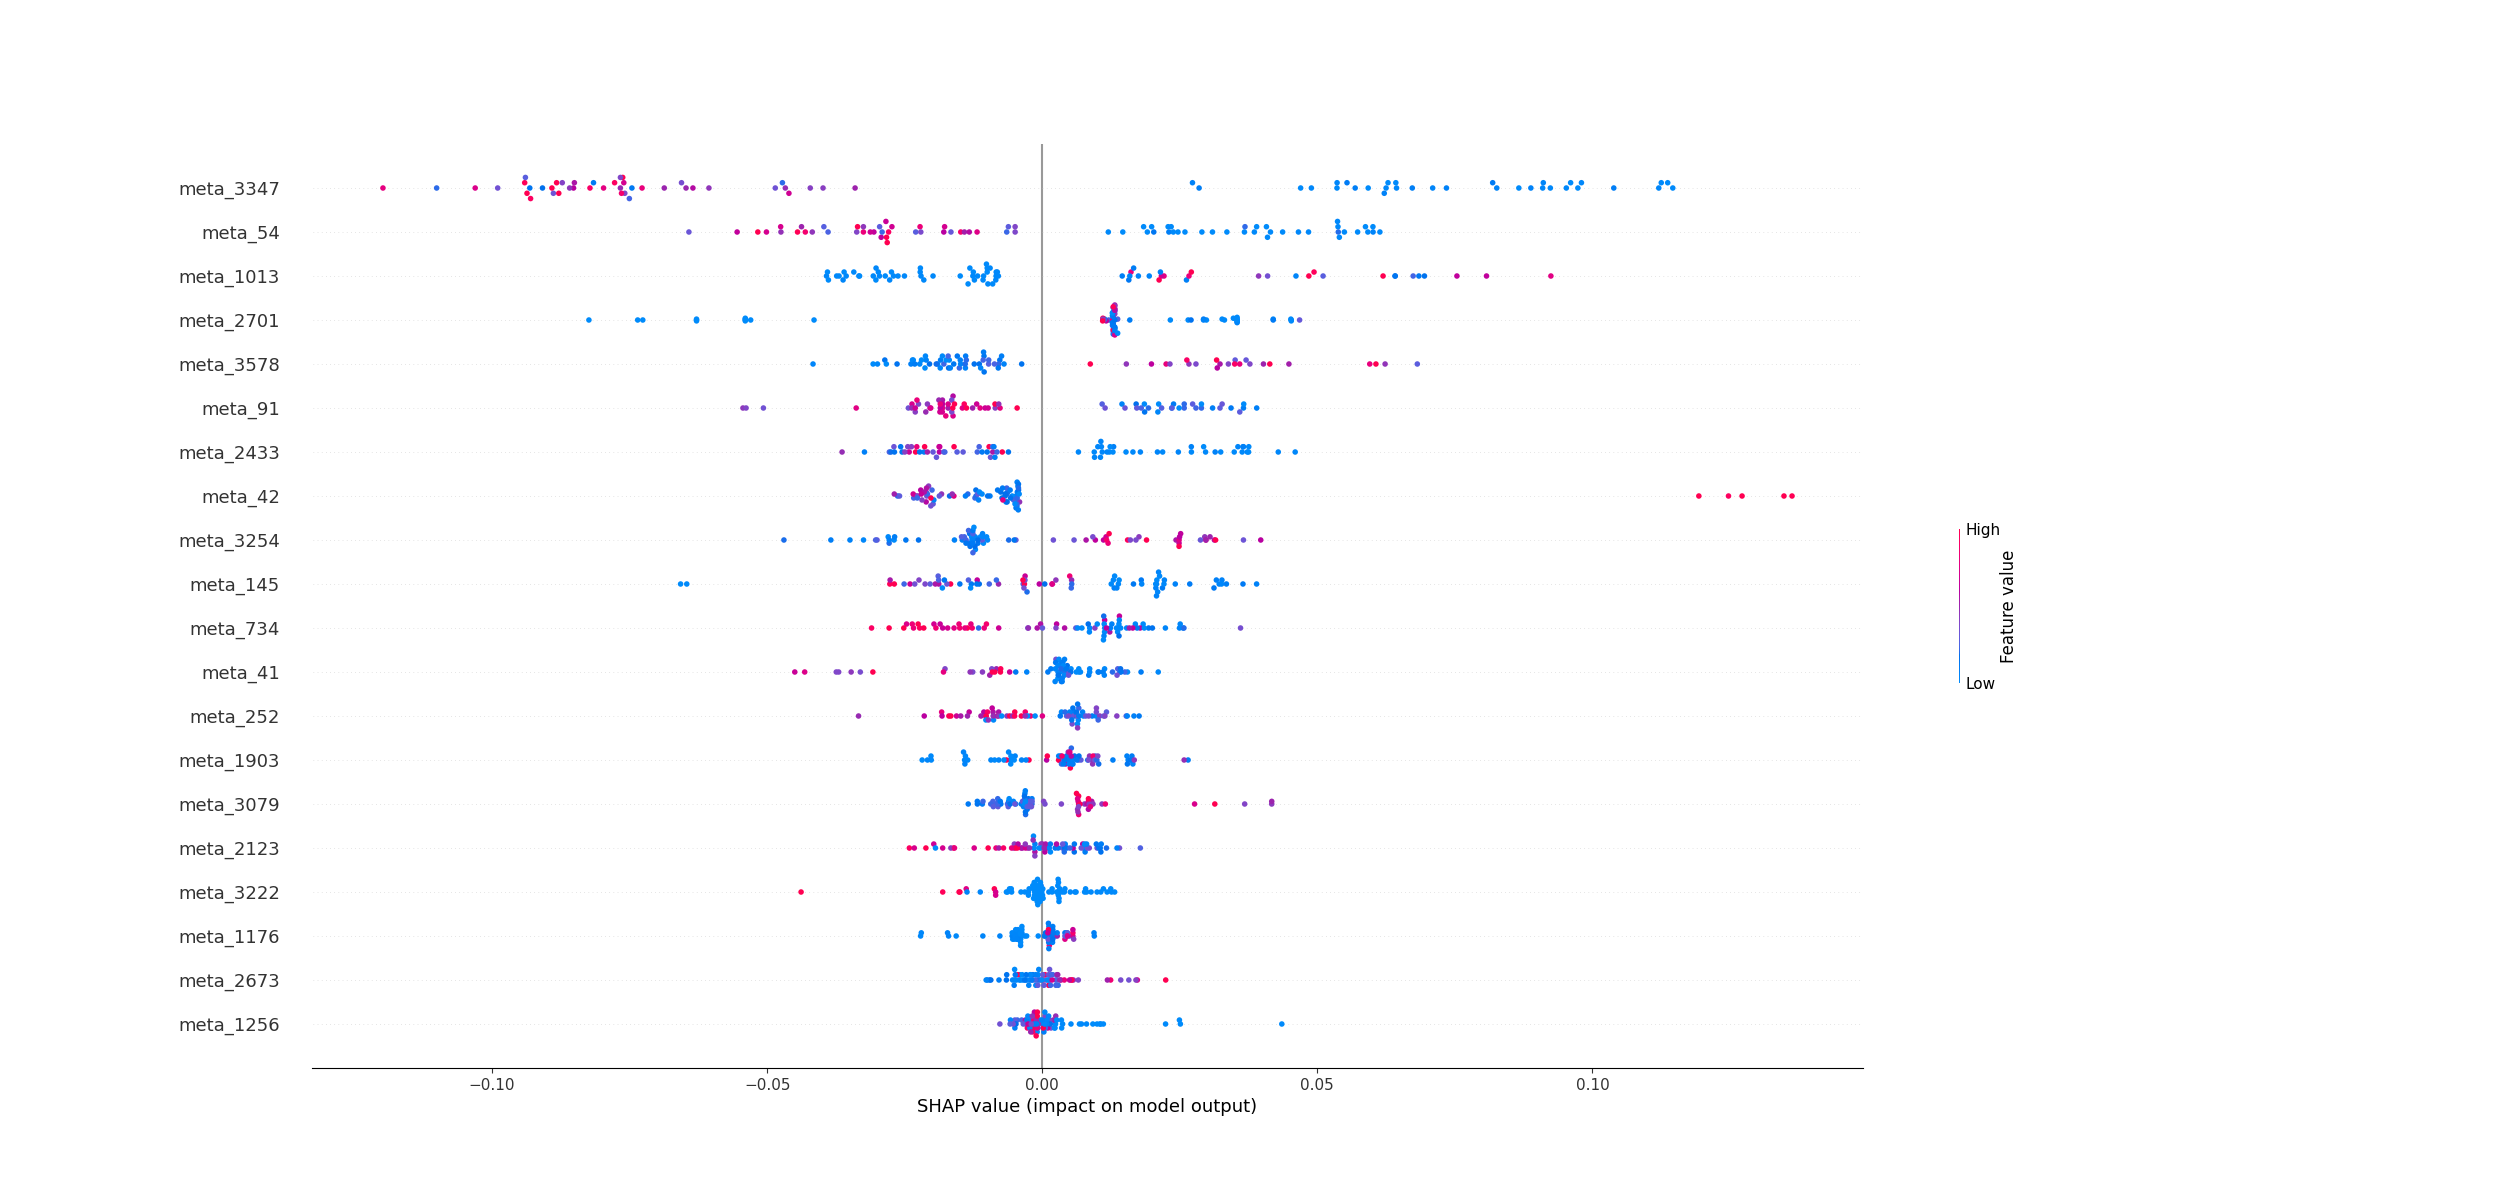 meta_3347
meta_54
meta_1013
meta_2701
meta_3578
meta_91
meta_2433
meta_42
meta_3254
meta_145
meta_734
meta_41
meta_252
meta_1903
meta_3079
meta_2123
meta_3222
meta_1176
meta_2673
meta_1256
−0.10 −0.05 0.00 0.05 0.10
SHAP value (impact on model output)
High
Feature value
Low